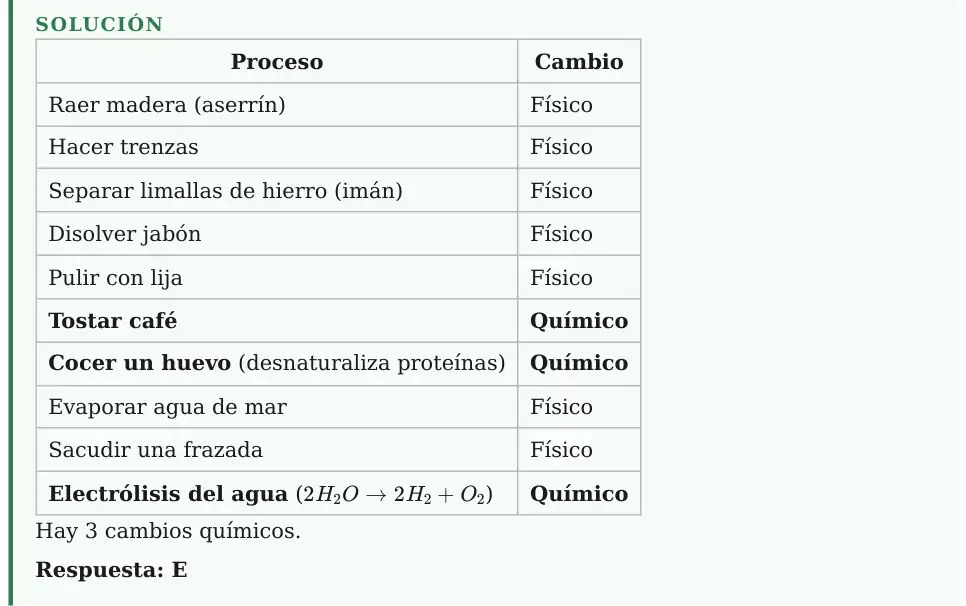 SOLUCIÓN
Proceso Cambio
Raer madera (aserrín) Físico
Hacer trenzas Físico
Separar limallas de hierro (imán) Físico
Disolver jabón Físico
Pulir con lija Físico
Tostar café Químico
Cocer un huevo (desnaturaliza proteínas) Químico
Evaporar agua de mar Físico
Sacudir una frazada Físico
Electrólisis del agua (2H₂O → 2H₂ + O₂) Químico
Hay 3 cambios químicos.
Respuesta: E